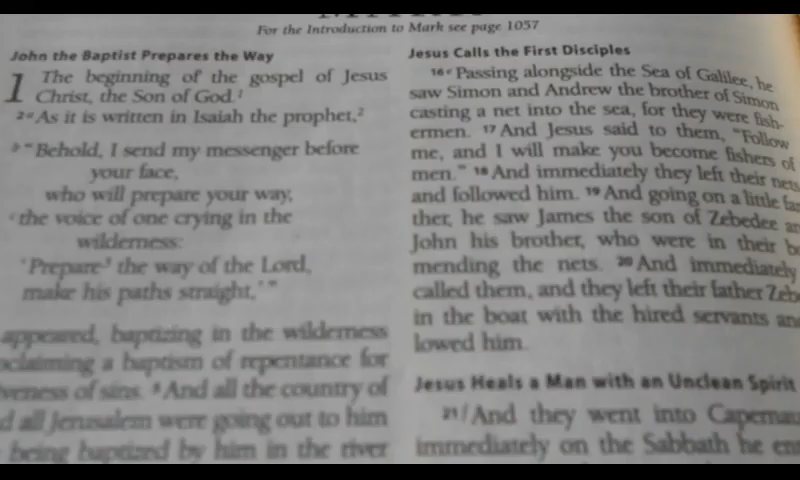 For the Introduction to Mark see page 1057
John the Baptist Prepares the Way
1 The beginning of the gospel of Jesus
Christ, the Son of God.1
2 a As it is written in Isaiah the prophet,2
b "Behold, I send my messenger before
your face,
who will prepare your way,
3 c the voice of one crying in the
wilderness:
'Prepare3 the way of the Lord,
make his paths straight,'"
appeared, baptizing in the wilderness
a baptism of repentance for
of sins. 5 And all the country of
all Jerusalem were going out to him
being baptized by him in the river
Jesus Calls the First Disciples
16 Passing alongside the Sea of Galilee, he
saw Simon and Andrew the brother of Simon
casting a net into the sea, for they were fish-
ermen. 17 And Jesus said to them, "Follow
me, and I will make you become fishers of
men." 18 And immediately they left their nets
and followed him. 19 And going on a little far
ther, he saw James the son of Zebedee an
John his brother, who were in their b
mending the nets. 20 And immediately
called them, and they left their father Zeb
in the boat with the hired servants an
lowed him.
Jesus Heals a Man with an Unclean Spirit
21 f And they went into Capernau
immediately on the Sabbath he ent